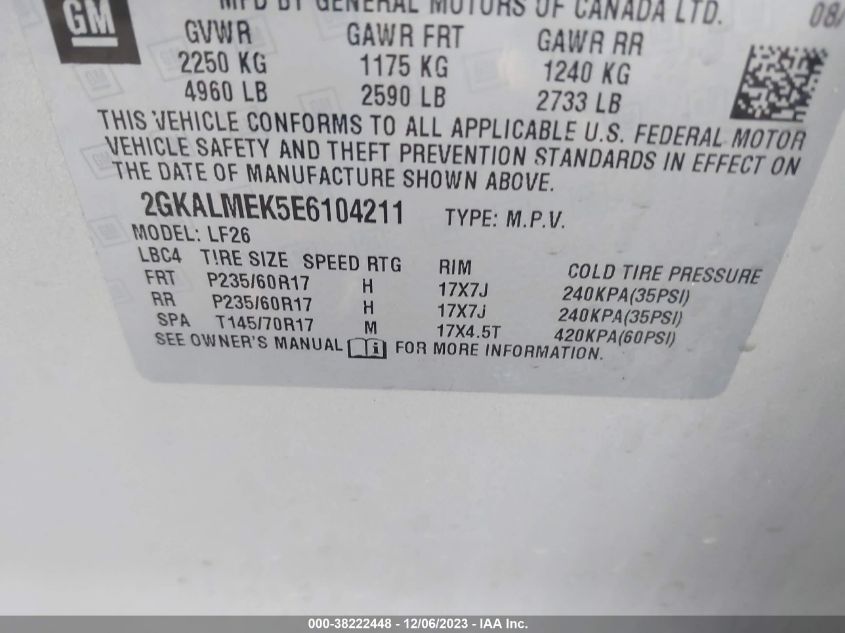 GM
MFD BY GENERAL MOTORS OF CANADA LTD.
08/
GVWR GAWR FRT GAWR RR
2250 KG 1175 KG 1240 KG
4960 LB 2590 LB 2733 LB
THIS VEHICLE CONFORMS TO ALL APPLICABLE U.S. FEDERAL MOTOR
VEHICLE SAFETY AND THEFT PREVENTION STANDARDS IN EFFECT ON
THE DATE OF MANUFACTURE SHOWN ABOVE.
2GKALMEK5E6104211 TYPE: M.P.V.
MODEL: LF26
LBC4 TIRE SIZE SPEED RTG RIM COLD TIRE PRESSURE
FRT P235/60R17 H 17X7J 240KPA(35PSI)
RR P235/60R17 H 17X7J 240KPA(35PSI)
SPA T145/70R17 M 17X4.5T 420KPA(60PSI)
SEE OWNER'S MANUAL FOR MORE INFORMATION.
000-38222448 - 12/06/2023 - IAA Inc.